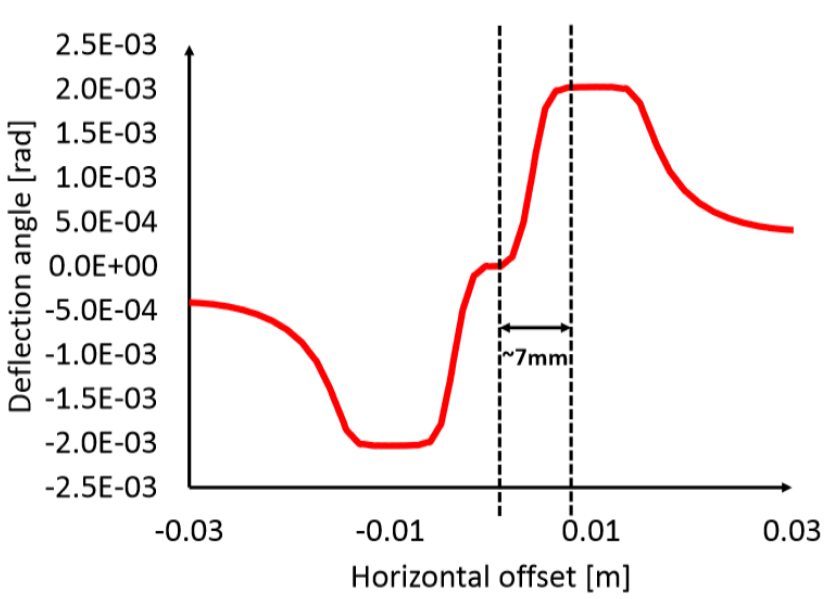 2.5E-03
2.0E-03
1.5E-03
1.0E-03
5.0E-04
0.0E+00
-5.0E-04
-1.0E-03
-1.5E-03
-2.0E-03
-2.5E-03
Deflection angle [rad]
~7mm
-0.03 -0.01 0.01 0.03
Horizontal offset [m]